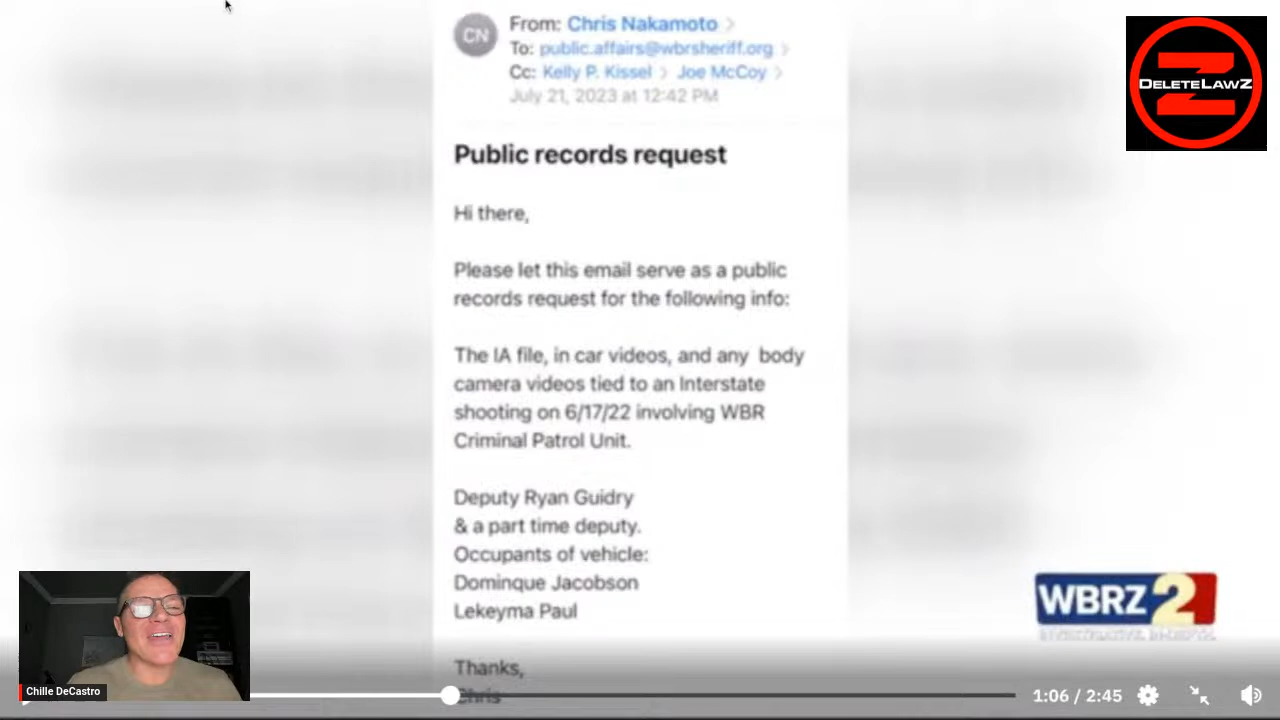 CN
From: Chris Nakamoto
To: public.affairs@wbrsheriff.org
Cc: Kelly P. Kissel Joe McCoy
July 21, 2023 at 12:42 PM
DELETELAWZ
Public records request
Hi there,
Please let this email serve as a public
records request for the following info:
The IA file, in car videos, and any body
camera videos tied to an Interstate
shooting on 6/17/22 involving WBR
Criminal Patrol Unit.
Deputy Ryan Guidry
& a part time deputy.
Occupants of vehicle:
Dominque Jacobson
Lekeyma Paul
WBRZ 2
Thanks,
Chris
Chille DeCastro
1:06 / 2:45